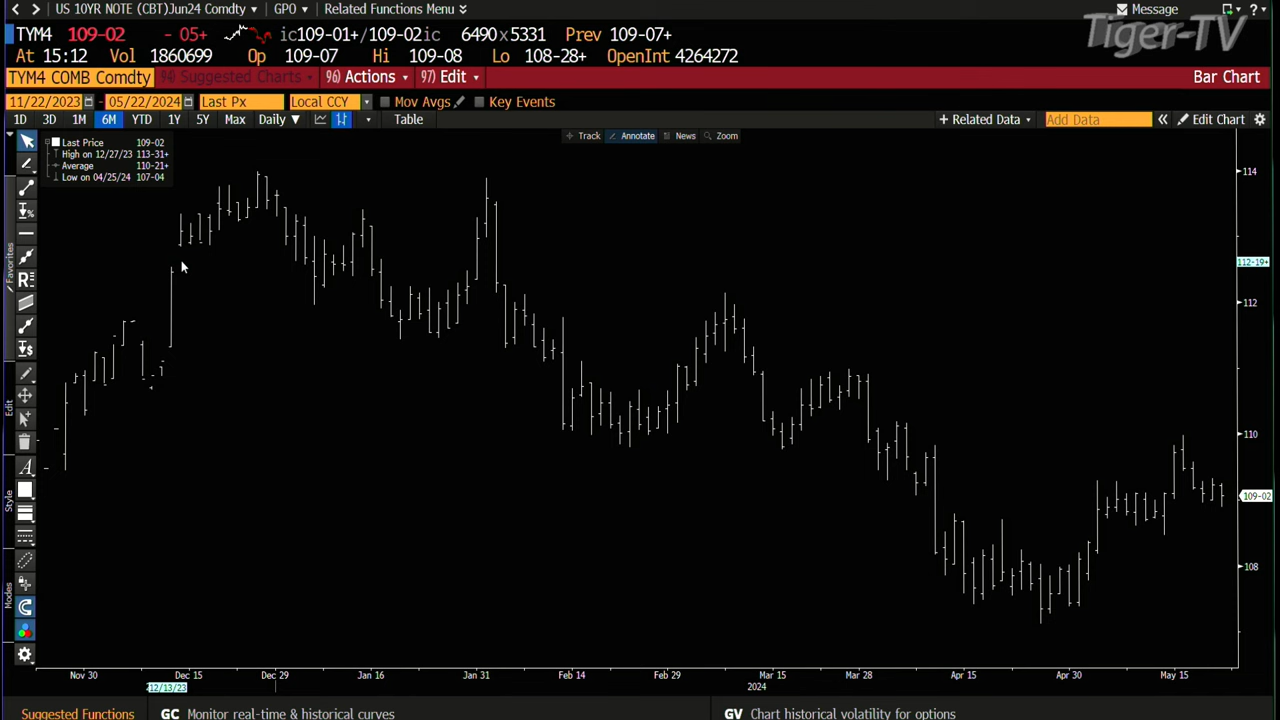 US 10YR NOTE (CBT)Jun24 Comdty GPO Related Functions Menu Message
Tiger-TV
TYM4 109-02 - 05+ ic109-01+/109-02ic 6490x5331 Prev 109-07+
At 15:12 Vol 1860699 Op 109-07 Hi 109-08 Lo 108-28+ OpenInt 4264272
TYM4 COMB Comdty 94) Suggested Charts 96) Actions 97) Edit Bar Chart
11/22/2023 - 05/22/2024 Last Px Local CCY Mov Avgs Key Events
1D 3D 1M 6M YTD 1Y 5Y Max Daily Table + Related Data Add Data Edit Chart
Track Annotate News Zoom
Last Price 109-02
High on 12/27/23 113-31+
Average 110-21+
Low on 04/25/24 107-04
114
112-19+
112
110
109-02
108
Favorites
Edit
Style
Modes
Nov 30 Dec 15 Dec 29 Jan 16 Jan 31 Feb 14 Feb 29 Mar 15 Mar 28 Apr 15 Apr 30 May 15
12/13/23 2024
Suggested Functions GC Monitor real-time & historical curves GV Chart historical volatility for options